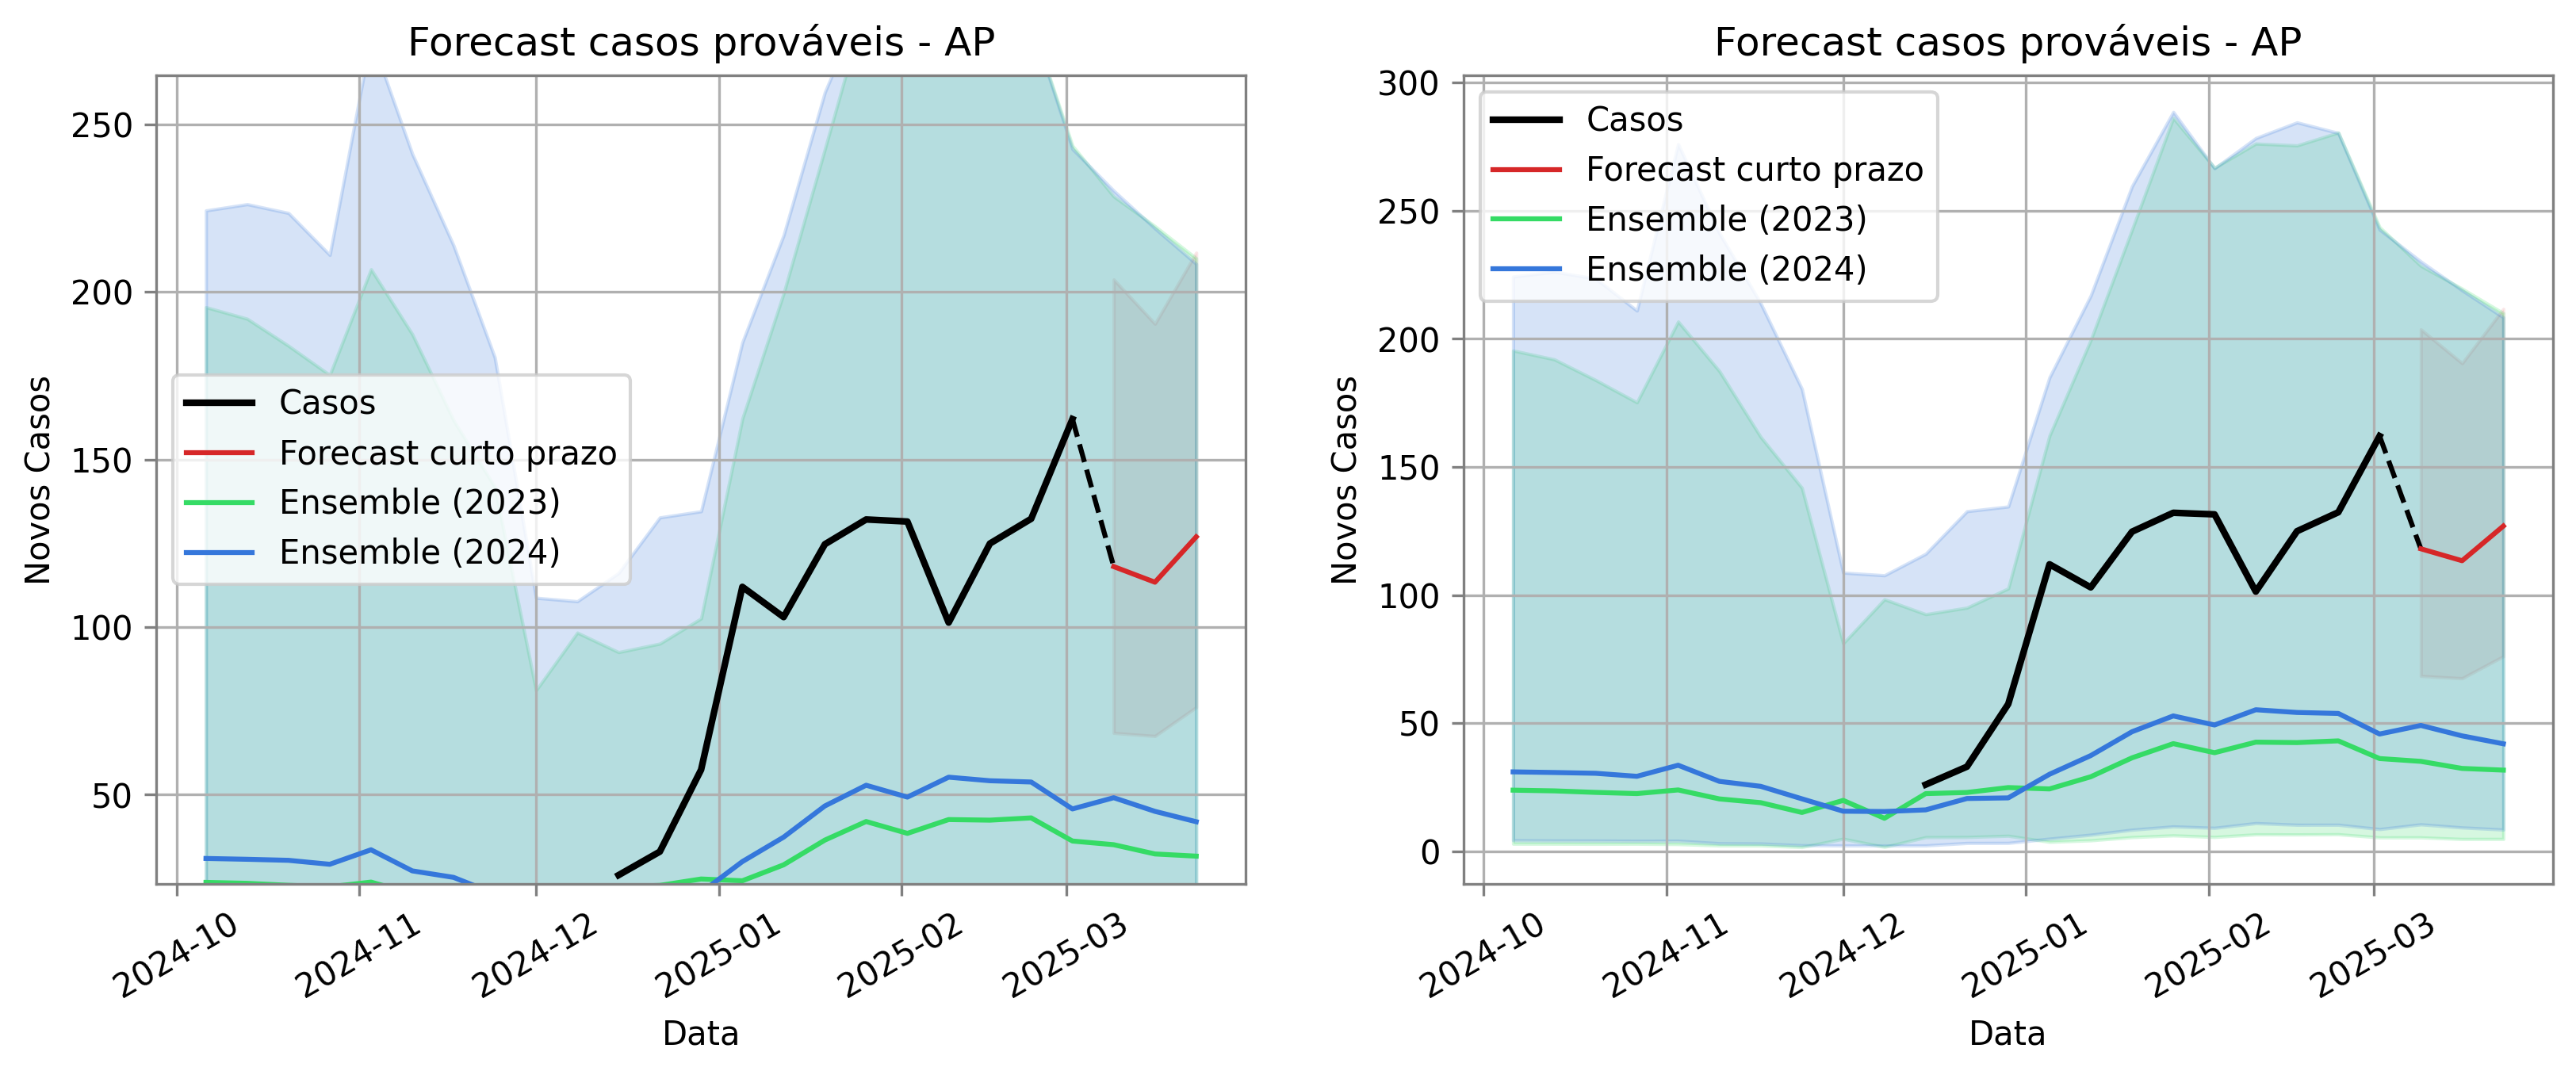 Forecast casos prováveis - AP
250
200
150
100
50
Novos Casos
Casos
Forecast curto prazo
Ensemble (2023)
Ensemble (2024)
2024-10
2024-11
2024-12
2025-01
2025-02
2025-03
Data
Forecast casos prováveis - AP
300
250
200
150
100
50
0
Novos Casos
Casos
Forecast curto prazo
Ensemble (2023)
Ensemble (2024)
2024-10
2024-11
2024-12
2025-01
2025-02
2025-03
Data